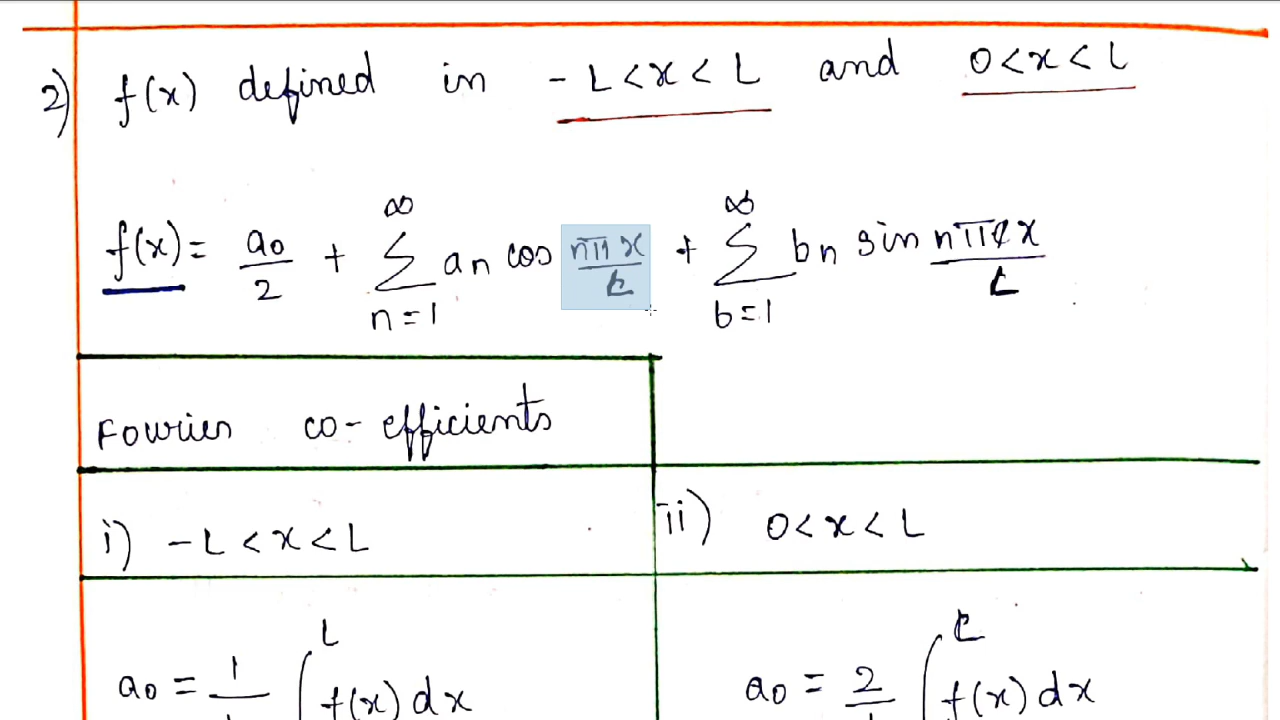 2) f(x) defined in - L < x < L and 0 < x < L
f(x) = a0/2 + ∞∑n=1 an cos nπx/L + ∞∑b=1 bn sin nπx/L
Fourier co-efficients
i) - L < x < L
ii) 0 < x < L
a0 = 1/ ∫ L f(x) dx
a0 = 2/ ∫ L f(x) dx